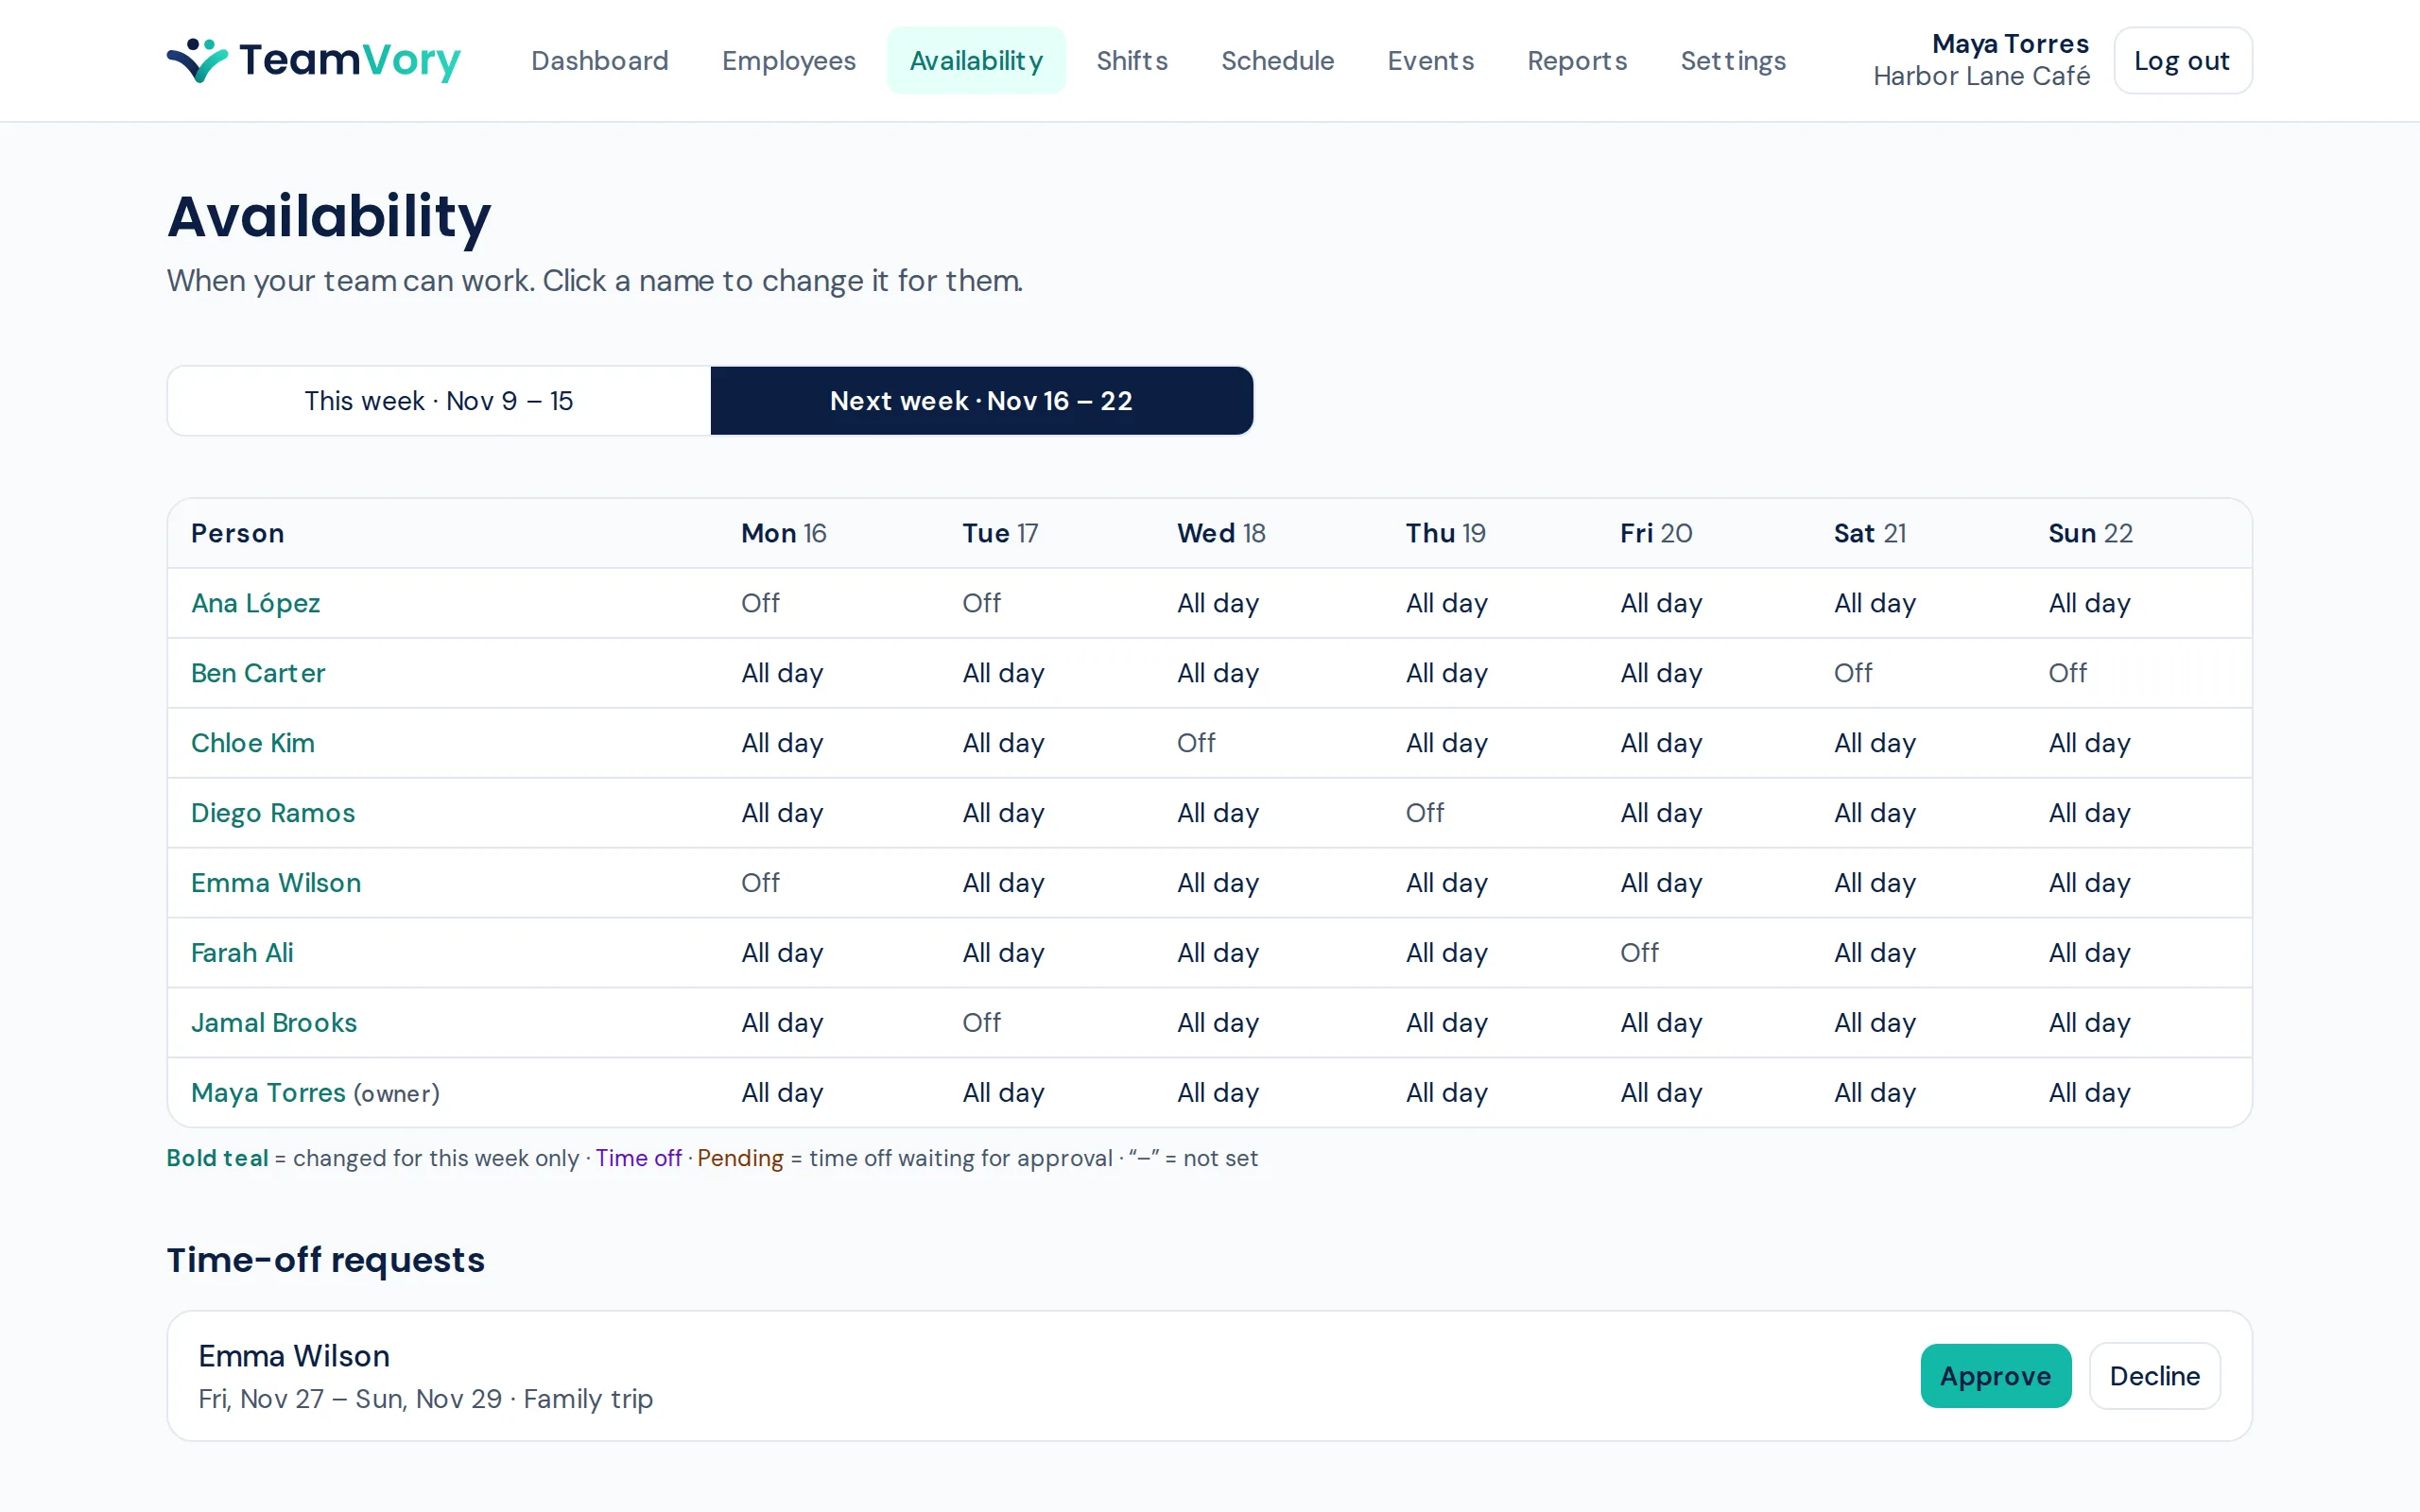 TeamVory Dashboard Employees Availability Shifts Schedule Events Reports Settings Maya Torres Log out
Harbor Lane Café
Availability
When your team can work. Click a name to change it for them.
This week · Nov 9 – 15 Next week · Nov 16 – 22
Person Mon 16 Tue 17 Wed 18 Thu 19 Fri 20 Sat 21 Sun 22
Ana López Off Off All day All day All day All day All day
Ben Carter All day All day All day All day All day Off Off
Chloe Kim All day All day Off All day All day All day All day
Diego Ramos All day All day All day Off All day All day All day
Emma Wilson Off All day All day All day All day All day All day
Farah Ali All day All day All day All day Off All day All day
Jamal Brooks All day Off All day All day All day All day All day
Maya Torres (owner) All day All day All day All day All day All day All day
Bold teal = changed for this week only · Time off · Pending = time off waiting for approval · “–” = not set
Time-off requests
Emma Wilson
Fri, Nov 27 – Sun, Nov 29 · Family trip
Approve Decline